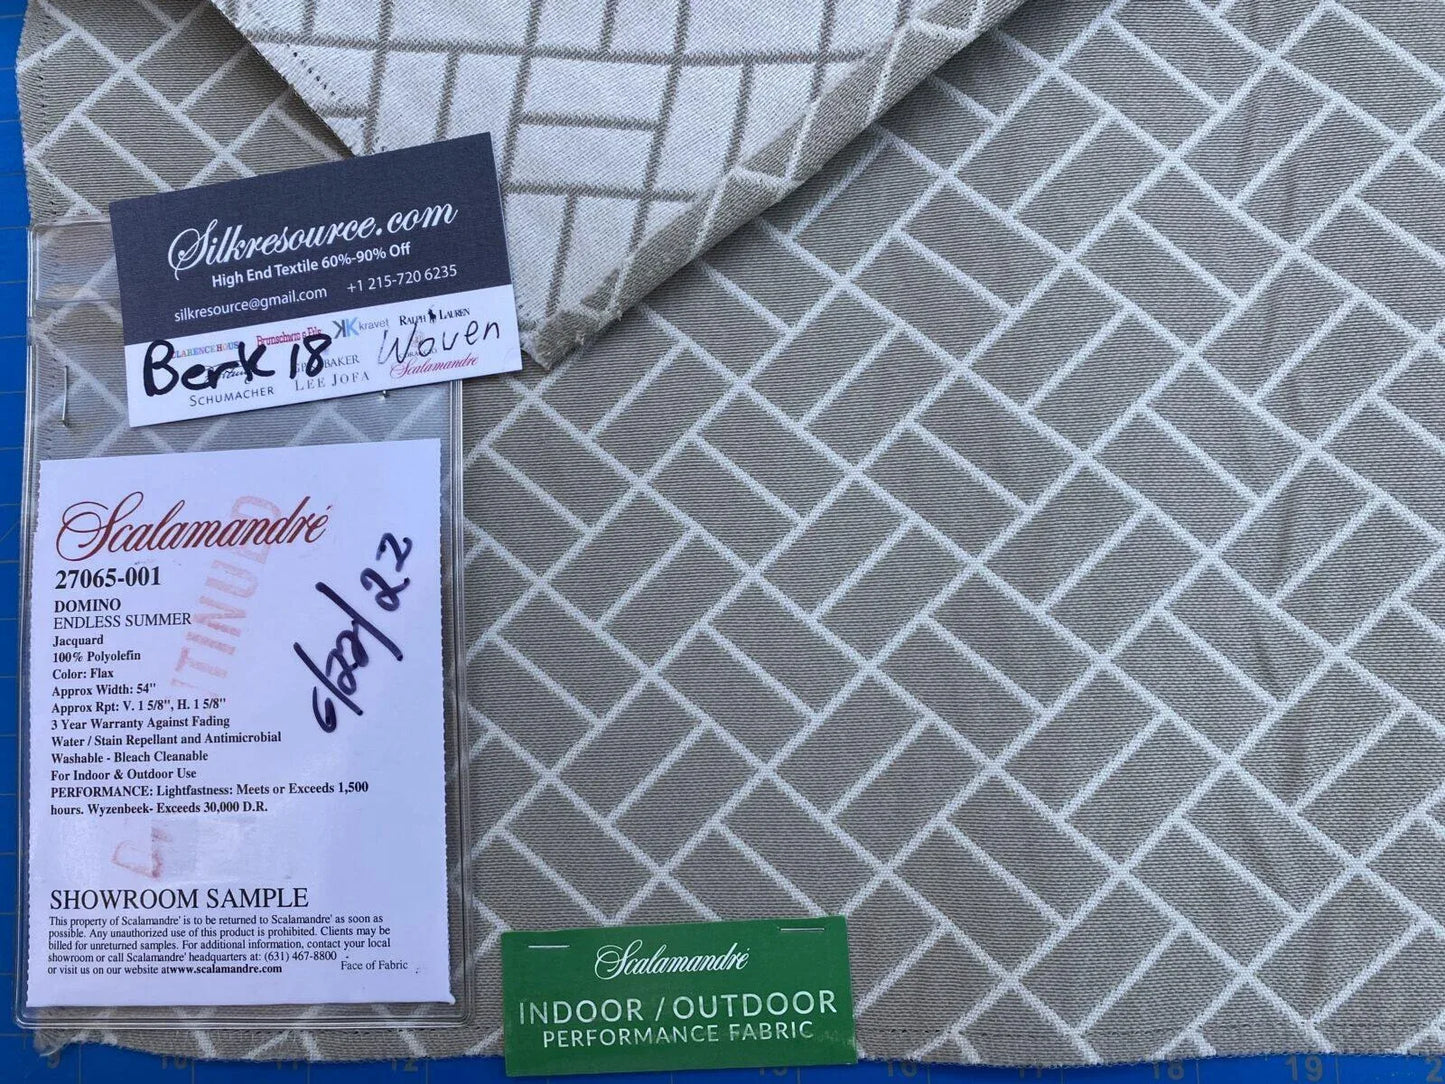 Silkresource.com
High End Textile 60%-90% Off
silkresource@gmail.com +1 215-720 6235
kravet RALPH LAUREN
Berk 18 Woven
BAKER
SCHUMACHER LEE JOFA Scalamandré
Scalamandré
27065-001
DOMINO
ENDLESS SUMMER
Jacquard
100% Polyolefin
Color: Flax
Approx Width: 54"
Approx Rpt: V. 1 5/8", H. 1 5/8"
3 Year Warranty Against Fading
Water / Stain Repellant and Antimicrobial
Washable - Bleach Cleanable
For Indoor & Outdoor Use
PERFORMANCE: Lightfastness: Meets or Exceeds 1,500
hours. Wyzenbeek- Exceeds 30,000 D.R.
6/22/22
SHOWROOM SAMPLE
This property of Scalamandre' is to be returned to Scalamandre' as soon as
possible. Any unauthorized use of this product is prohibited. Clients may be
billed for unreturned samples. For additional information, contact your local
showroom or call Scalamandre' headquarters at: (631) 467-8800
or visit us on our website atwww.scalamandre.com Face of Fabric
Scalamandré
INDOOR / OUTDOOR
PERFORMANCE FABRIC
19